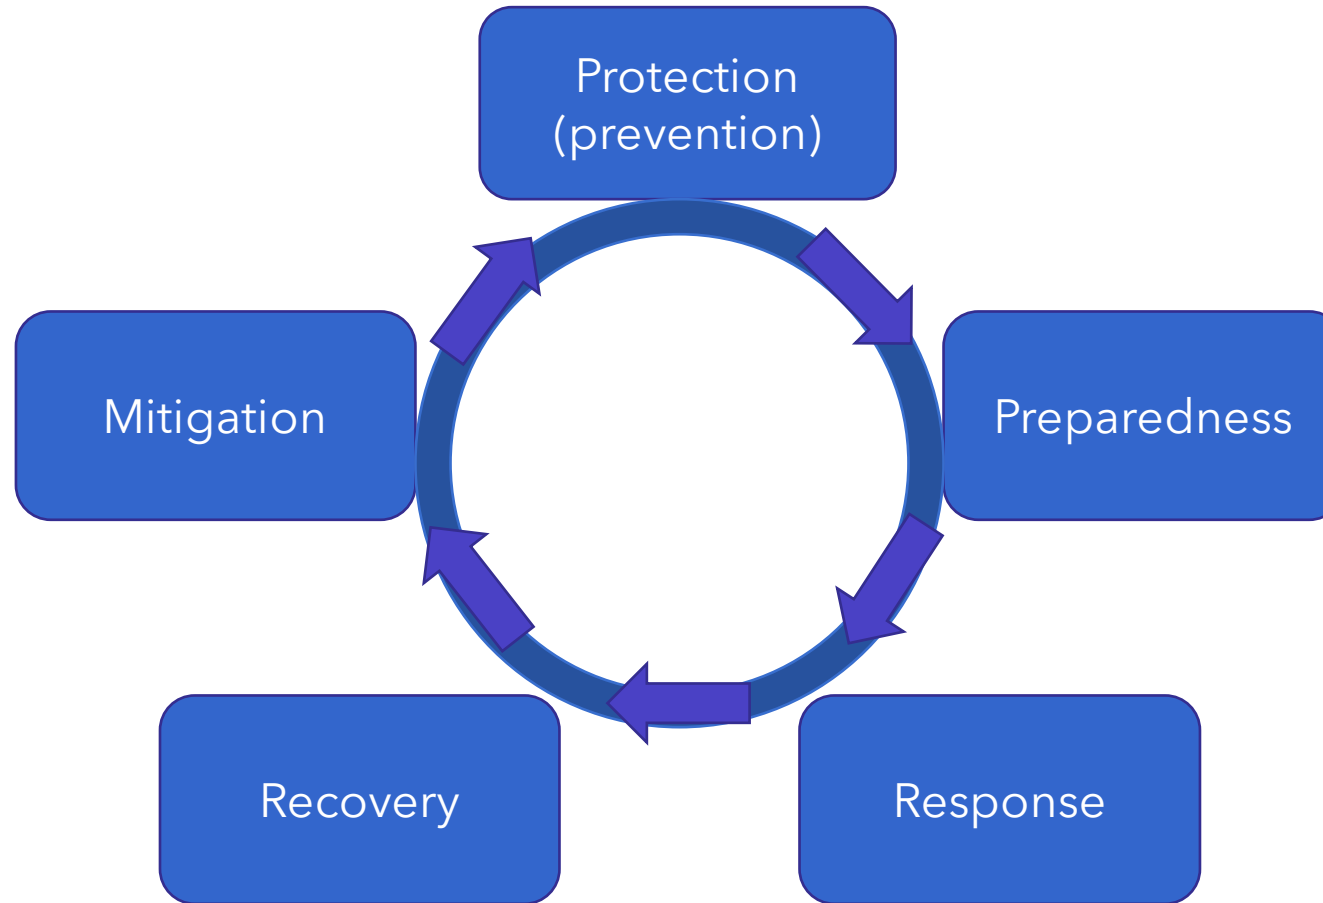 Protection
(prevention)
Preparedness
Response
Recovery
Mitigation